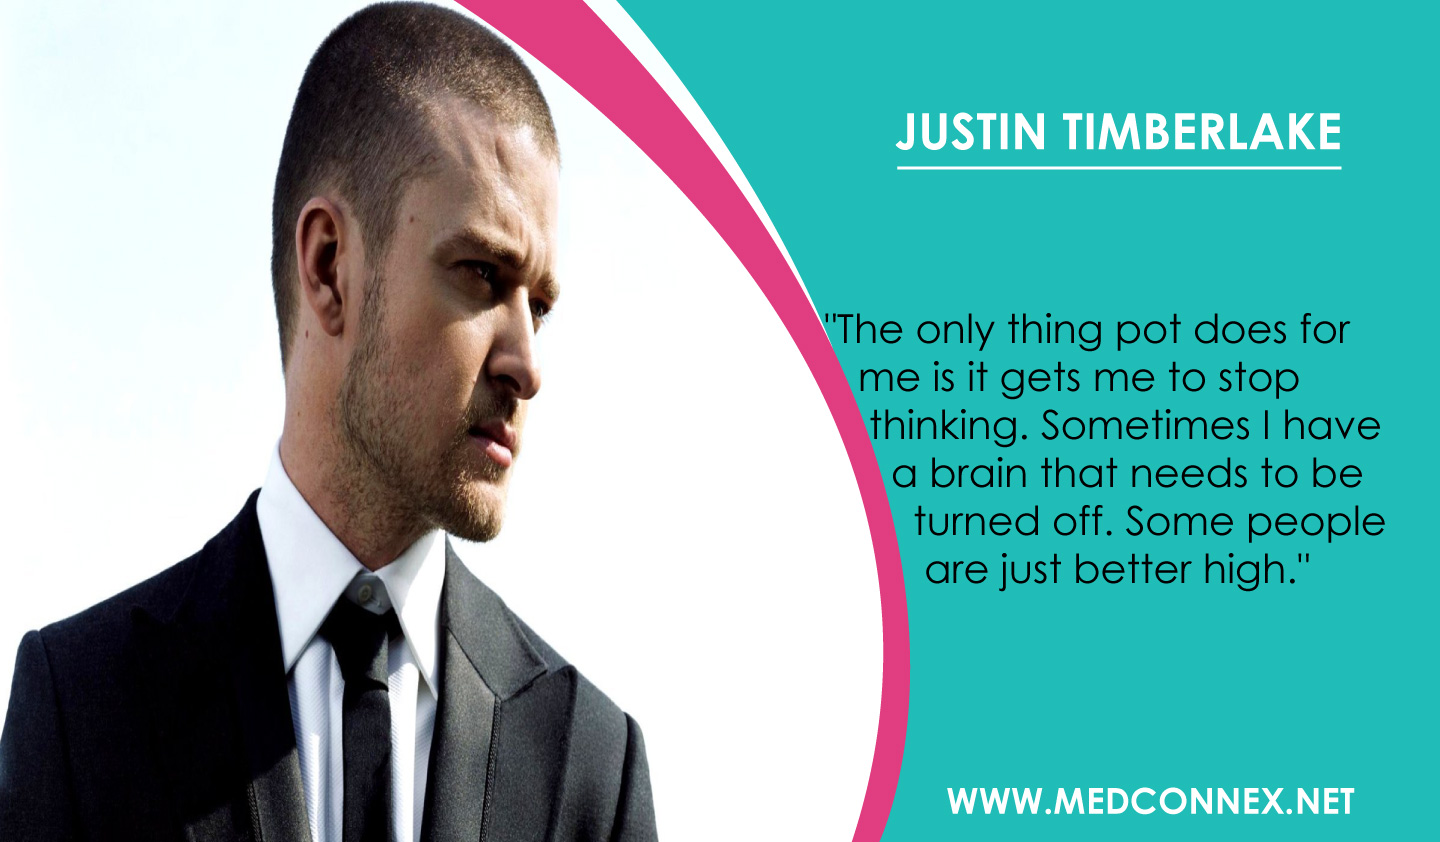 JUSTIN TIMBERLAKE
"The only thing pot does for
me is it gets me to stop
thinking. Sometimes I have
a brain that needs to be
turned off. Some people
are just better high."
WWW.MEDCONNEX.NET